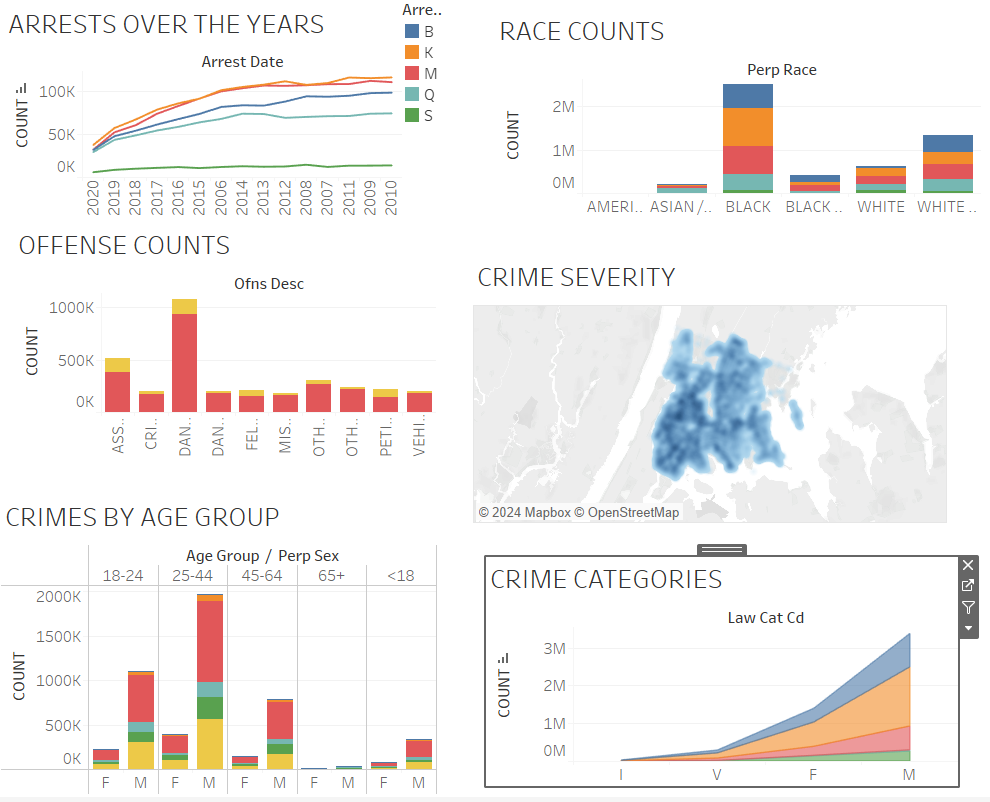 ARRESTS OVER THE YEARS
Arre..
B
K
M
Q
S
Arrest Date
COUNT
100K
50K
0K
2020 2019 2018 2017 2016 2015 2006 2014 2013 2012 2008 2007 2011 2009 2010
RACE COUNTS
Perp Race
COUNT
2M
1M
0M
AMERI.. ASIAN /.. BLACK BLACK .. WHITE WHITE ..
OFFENSE COUNTS
Ofns Desc
COUNT
1000K
500K
0K
ASS.. CRI.. DAN.. DAN.. FEL.. MIS.. OTH.. OTH.. PETI.. VEHI..
CRIME SEVERITY
© 2024 Mapbox © OpenStreetMap
CRIMES BY AGE GROUP
Age Group / Perp Sex
18-24 25-44 45-64 65+ <18
COUNT
2000K
1500K
1000K
500K
0K
F M F M F M F M F M
CRIME CATEGORIES
Law Cat Cd
COUNT
3M
2M
1M
0M
I V F M